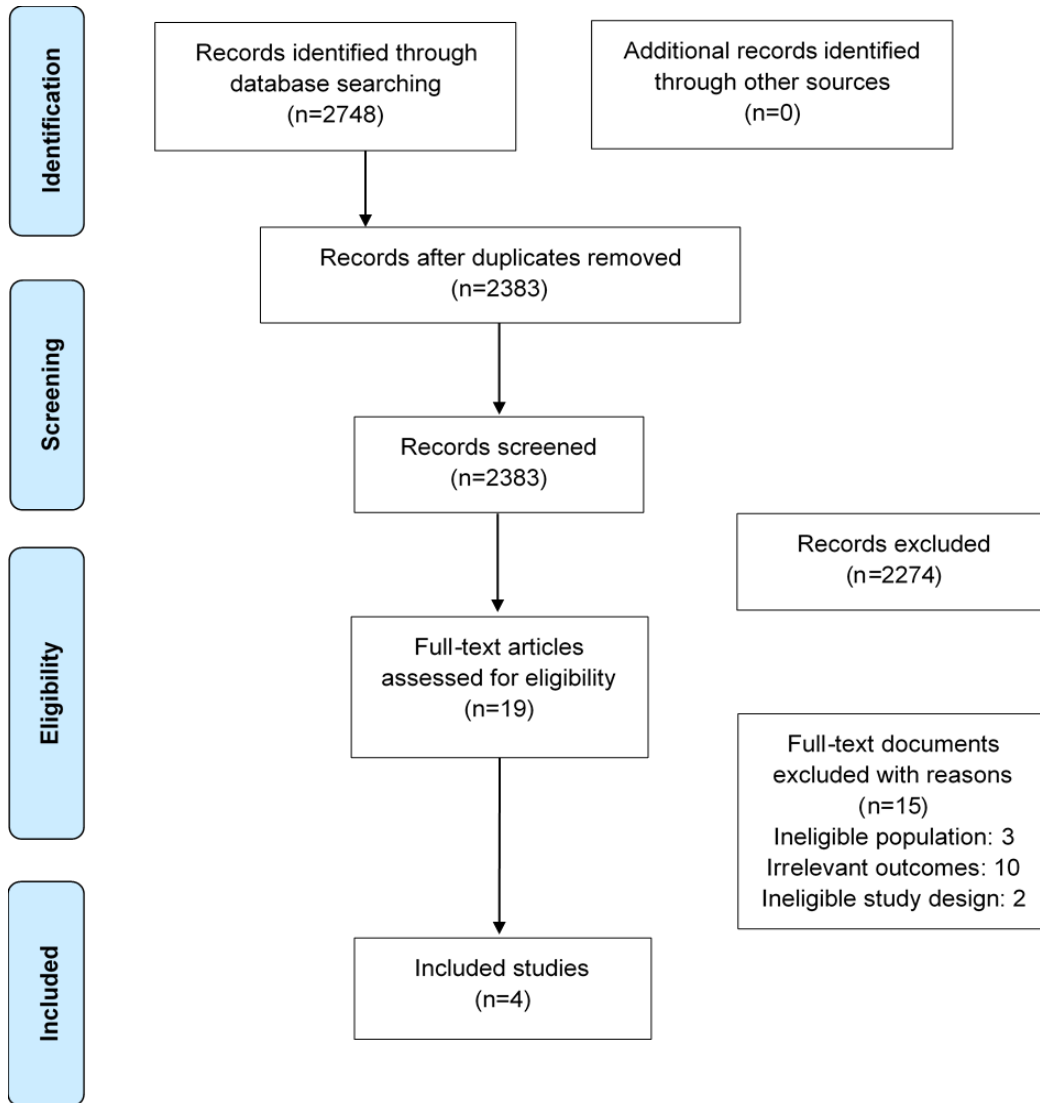 Identification
Records identified through
database searching
(n=2748)
Additional records identified
through other sources
(n=0)
Records after duplicates removed
(n=2383)
Screening
Records screened
(n=2383)
Records excluded
(n=2274)
Eligibility
Full-text articles
assessed for eligibility
(n=19)
Full-text documents
excluded with reasons
(n=15)
Ineligible population: 3
Irrelevant outcomes: 10
Ineligible study design: 2
Included
Included studies
(n=4)